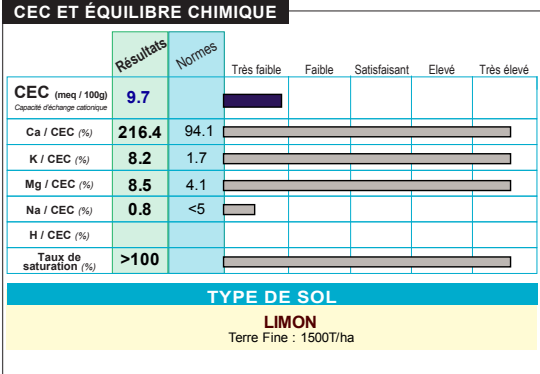 CEC ET ÉQUILIBRE CHIMIQUE
Résultats Normes Très faible Faible Satisfaisant Elevé Très élevé
CEC (meq / 100g) 9.7
Capacité d'échange cationique
Ca / CEC (%) 216.4 94.1
K / CEC (%) 8.2 1.7
Mg / CEC (%) 8.5 4.1
Na / CEC (%) 0.8 <5
H / CEC (%)
Taux de
saturation (%) >100
TYPE DE SOL
LIMON
Terre Fine : 1500T/ha